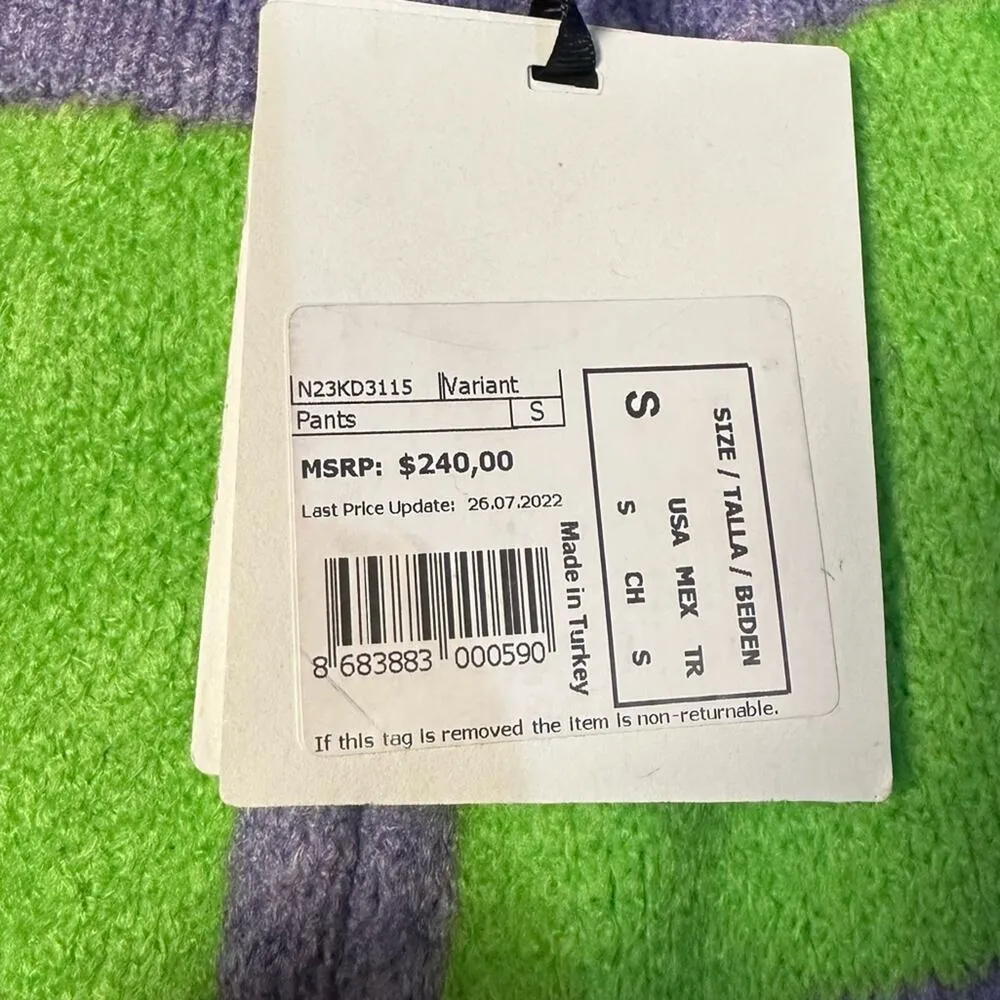 N23KD3115 Variant
Pants S
MSRP: $240,00
Last Price Update: 26.07.2022
8 683883 000590
Made in Turkey
SIZE / TALLA / BEDEN
USA MEX TR
S CH S
S
If this tag is removed the item is non-returnable.